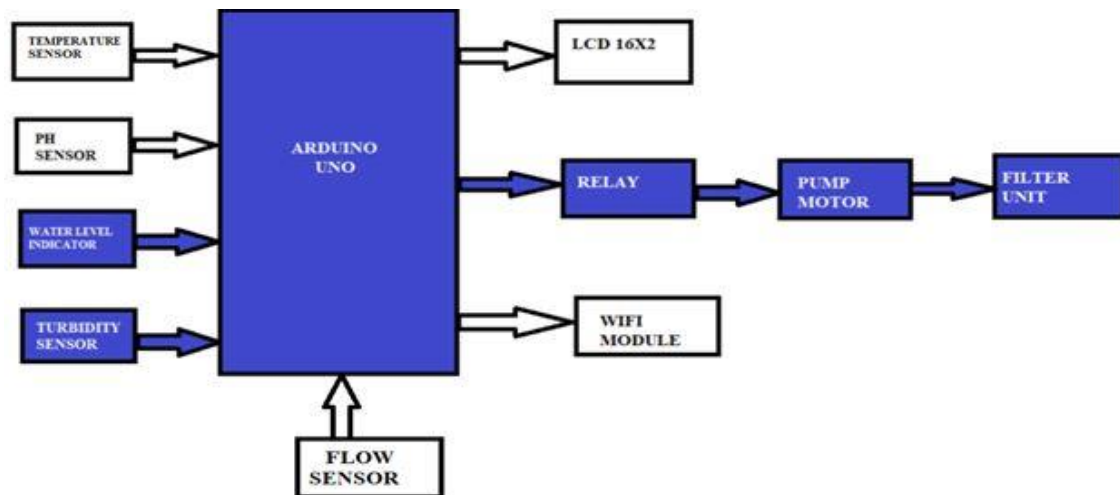 TEMPERATURE
SENSOR
PH
SENSOR
WATER LEVEL
INDICATOR
TURBIDITY
SENSOR
ARDUINO
UNO
FLOW
SENSOR
LCD 16X2
RELAY
PUMP
MOTOR
FILTER
UNIT
WIFI
MODULE